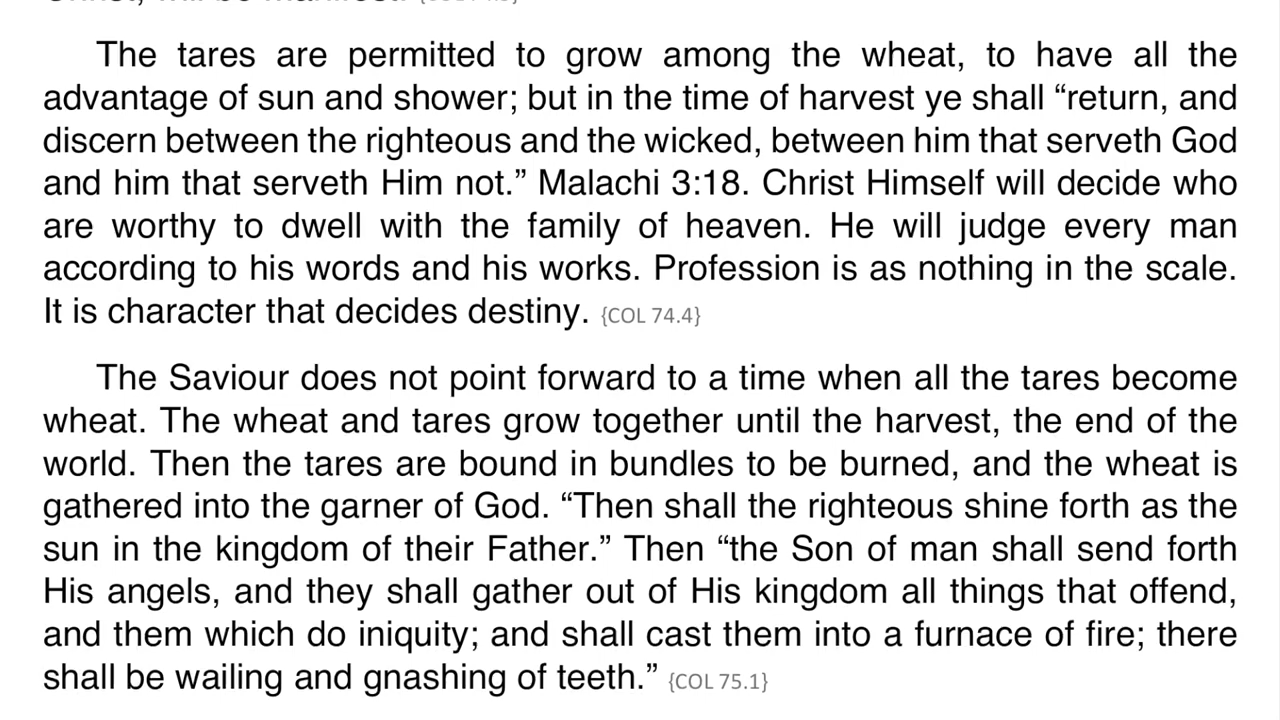 The tares are permitted to grow among the wheat, to have all the
advantage of sun and shower; but in the time of harvest ye shall “return, and
discern between the righteous and the wicked, between him that serveth God
and him that serveth Him not.” Malachi 3:18. Christ Himself will decide who
are worthy to dwell with the family of heaven. He will judge every man
according to his words and his works. Profession is as nothing in the scale.
It is character that decides destiny. {COL 74.4}
The Saviour does not point forward to a time when all the tares become
wheat. The wheat and tares grow together until the harvest, the end of the
world. Then the tares are bound in bundles to be burned, and the wheat is
gathered into the garner of God. “Then shall the righteous shine forth as the
sun in the kingdom of their Father.” Then “the Son of man shall send forth
His angels, and they shall gather out of His kingdom all things that offend,
and them which do iniquity; and shall cast them into a furnace of fire; there
shall be wailing and gnashing of teeth.” {COL 75.1}